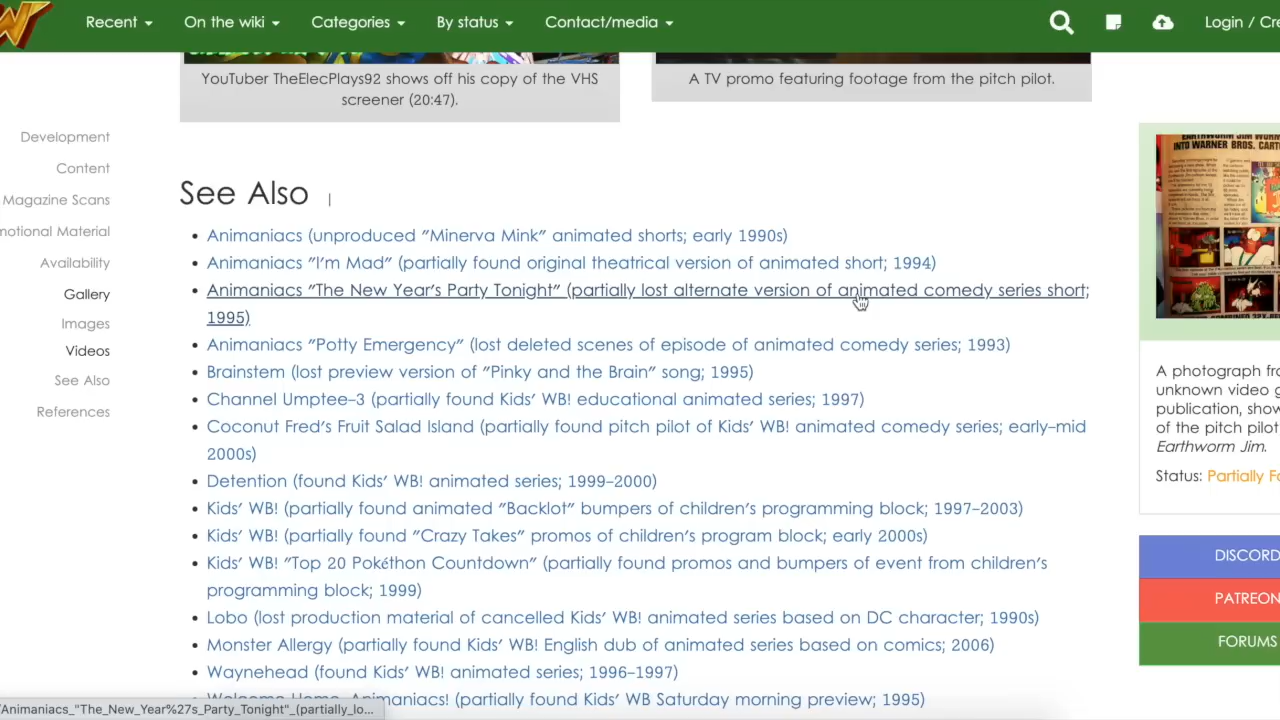 Recent
On the wiki
Categories
By status
Contact/media
Login / Cre
YouTuber TheElecPlays92 shows off his copy of the VHS
screener (20:47).
A TV promo featuring footage from the pitch pilot.
Development
Content
Magazine Scans
motional Material
Availability
Gallery
Images
Videos
See Also
References
See Also
Animaniacs (unproduced "Minerva Mink" animated shorts; early 1990s)
Animaniacs "I'm Mad" (partially found original theatrical version of animated short; 1994)
Animaniacs "The New Year's Party Tonight" (partially lost alternate version of animated comedy series short;
1995)
Animaniacs "Potty Emergency" (lost deleted scenes of episode of animated comedy series; 1993)
Brainstem (lost preview version of "Pinky and the Brain" song; 1995)
Channel Umptee-3 (partially found Kids' WB! educational animated series; 1997)
Coconut Fred's Fruit Salad Island (partially found pitch pilot of Kids' WB! animated comedy series; early-mid
2000s)
Detention (found Kids' WB! animated series; 1999-2000)
Kids' WB! (partially found animated "Backlot" bumpers of children's programming block; 1997-2003)
Kids' WB! (partially found "Crazy Takes" promos of children's program block; early 2000s)
Kids' WB! "Top 20 Pokéthon Countdown" (partially found promos and bumpers of event from children's
programming block; 1999)
Lobo (lost production material of cancelled Kids' WB! animated series based on DC character; 1990s)
Monster Allergy (partially found Kids' WB! English dub of animated series based on comics; 2006)
Waynehead (found Kids' WB! animated series; 1996-1997)
Welcome Home, Animaniacs! (partially found Kids' WB Saturday morning preview; 1995)
/Animaniacs_"The_New_Year%27s_Party_Tonight"_(partially_lo...
EARTHWORM JIM WORM
INTO WARNER BROS. CART
A photograph fro
unknown video g
publication, show
of the pitch pilot
Earthworm Jim.
Status: Partially Fo
DISCORD
PATREON
FORUMS